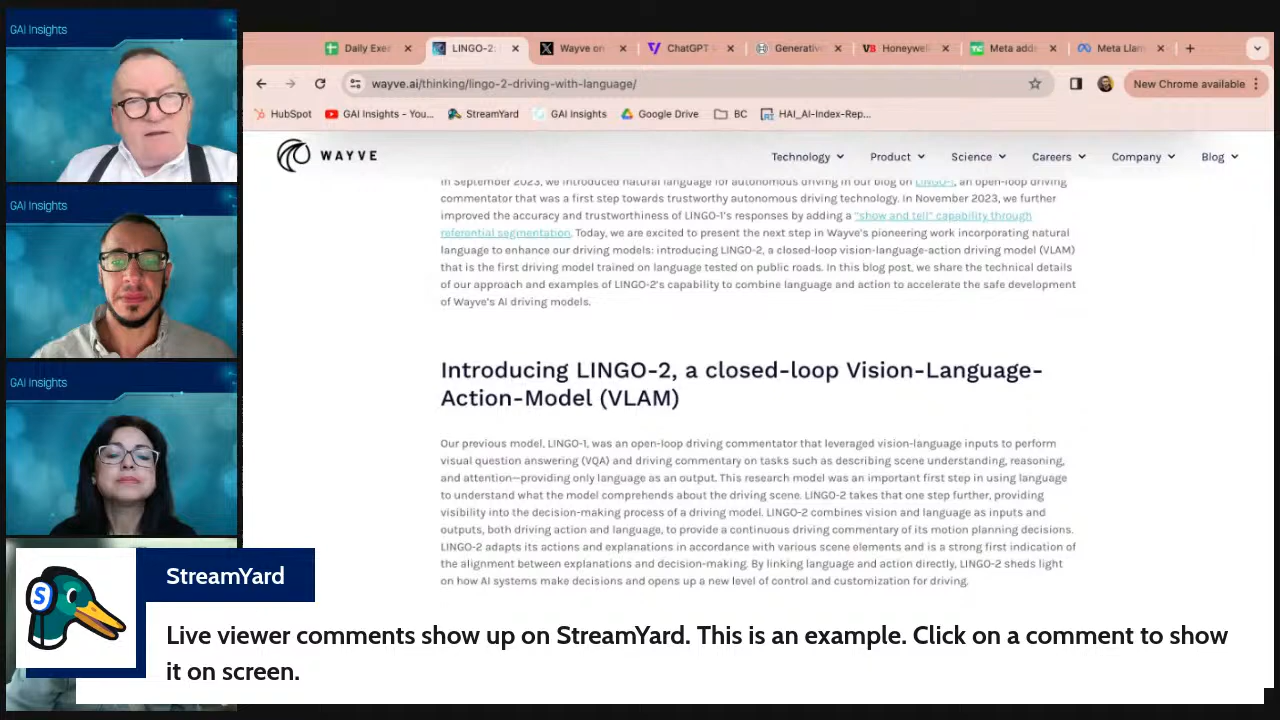 GAI Insights
GAI Insights
GAI Insights
Daily Exe
LINGO-2:
Wayve on
ChatGPT
Generative
Honeywel
Meta add
Meta Llam
wayve.ai/thinking/lingo-2-driving-with-language/
New Chrome available
HubSpot
GAI Insights - You...
StreamYard
GAI Insights
Google Drive
BC
HAI_AI-Index-Rep...
WAYVE
Technology
Product
Science
Careers
Company
Blog
In September 2023, we introduced natural language for autonomous driving in our blog on LINGO-1, an open-loop driving
commentator that was a first step towards trustworthy autonomous driving technology. In November 2023, we further
improved the accuracy and trustworthiness of LINGO-1's responses by adding a "show and tell" capability through
referential segmentation. Today, we are excited to present the next step in Wayve's pioneering work incorporating natural
language to enhance our driving models: introducing LINGO-2, a closed-loop vision-language-action driving model (VLAM)
that is the first driving model trained on language tested on public roads. In this blog post, we share the technical details
of our approach and examples of LINGO-2's capability to combine language and action to accelerate the safe development
of Wayve's AI driving models.
Introducing LINGO-2, a closed-loop Vision-Language-
Action-Model (VLAM)
Our previous model, LINGO-1, was an open-loop driving commentator that leveraged vision-language inputs to perform
visual question answering (VQA) and driving commentary on tasks such as describing scene understanding, reasoning,
and attention—providing only language as an output. This research model was an important first step in using language
to understand what the model comprehends about the driving scene. LINGO-2 takes that one step further, providing
visibility into the decision-making process of a driving model. LINGO-2 combines vision and language as inputs and
outputs, both driving action and language, to provide a continuous driving commentary of its motion planning decisions.
LINGO-2 adapts its actions and explanations in accordance with various scene elements and is a strong first indication of
the alignment between explanations and decision-making. By linking language and action directly, LINGO-2 sheds light
on how AI systems make decisions and opens up a new level of control and customization for driving.
S
StreamYard
Live viewer comments show up on StreamYard. This is an example. Click on a comment to show
it on screen.